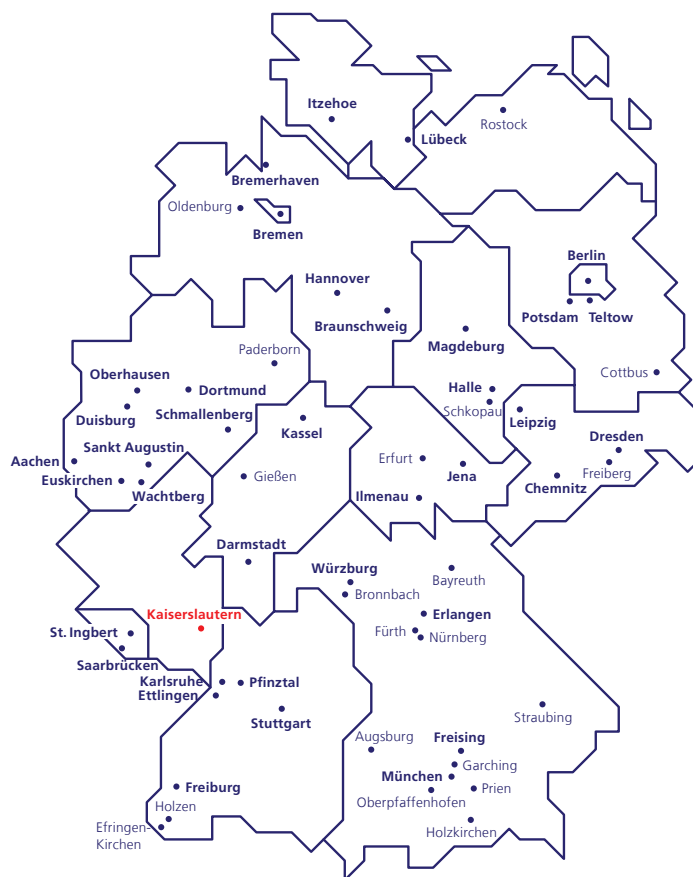 Itzehoe
Rostock
Lübeck
Bremerhaven
Oldenburg
Bremen
Berlin
Hannover
Potsdam
Teltow
Braunschweig
Magdeburg
Paderborn
Cottbus
Oberhausen
Dortmund
Halle
Schkopau
Duisburg
Schmallenberg
Kassel
Leipzig
Sankt Augustin
Dresden
Aachen
Erfurt
Freiberg
Euskirchen
Gießen
Jena
Chemnitz
Wachtberg
Ilmenau
Darmstadt
Würzburg
Bayreuth
Bronnbach
Kaiserslautern
Erlangen
St. Ingbert
Fürth
Nürnberg
Saarbrücken
Karlsruhe
Pfinztal
Ettlingen
Stuttgart
Straubing
Augsburg
Freising
Garching
München
Freiburg
Prien
Oberpfaffenhofen
Holzen
Efringen-
Kirchen
Holzkirchen